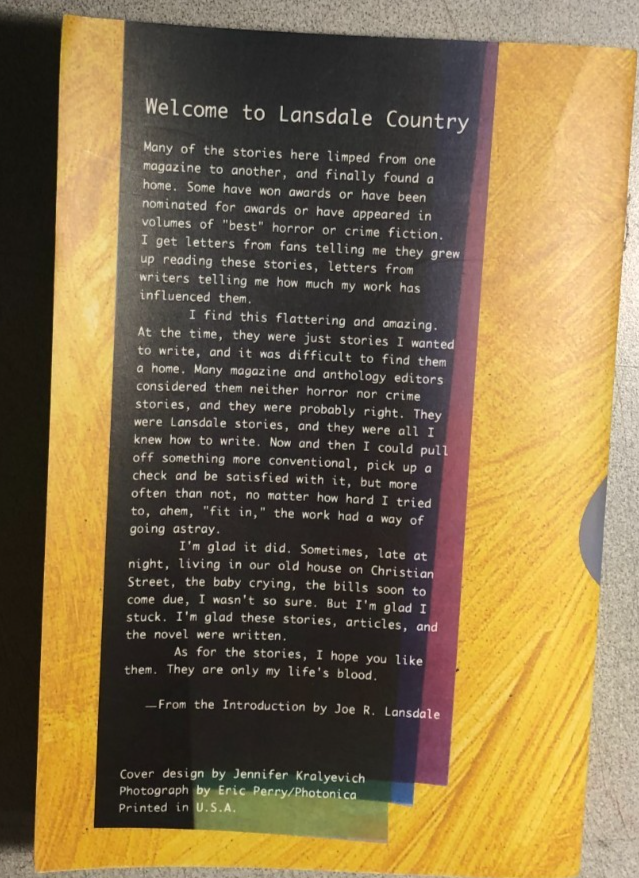 Welcome to Lansdale Country
Many of the stories here limped from one
magazine to another, and finally found a
home. Some have won awards or have been
nominated for awards or have appeared in
volumes of "best" horror or crime fiction.
I get letters from fans telling me they grew
up reading these stories, letters from
writers telling me how much my work has
influenced them.
I find this flattering and amazing.
At the time, they were just stories I wanted
to write, and it was difficult to find them
a home. Many magazine and anthology editors
considered them neither horror nor crime
stories, and they were probably right. They
were Lansdale stories, and they were all I
knew how to write. Now and then I could pull
off something more conventional, pick up a
check and be satisfied with it, but more
often than not, no matter how hard I tried
to, ahem, "fit in," the work had a way of
going astray.
I'm glad it did. Sometimes, late at
night, living in our old house on Christian
Street, the baby crying, the bills soon to
come due, I wasn't so sure. But I'm glad I
stuck. I'm glad these stories, articles, and
the novel were written.
As for the stories, I hope you like
them. They are only my life's blood.
—From the Introduction by Joe R. Lansdale
Cover design by Jennifer Kralyevich
Photograph by Eric Perry/Photonica
Printed in U.S.A.